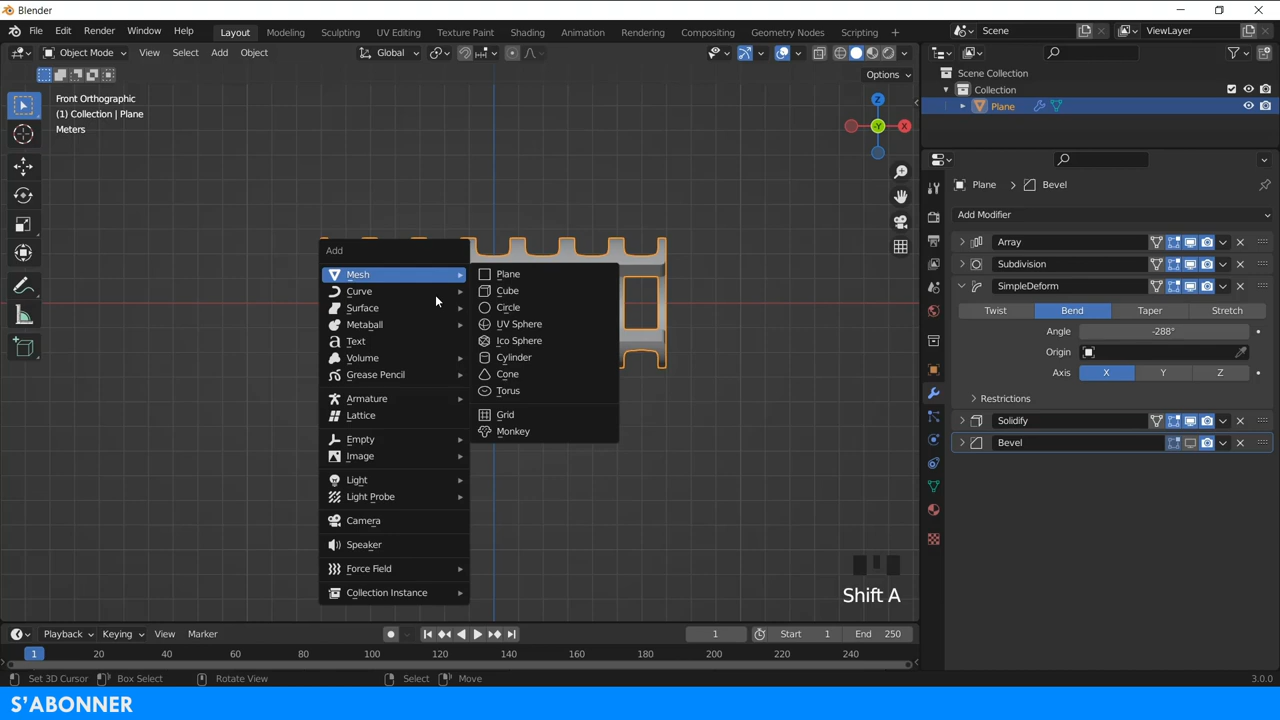 Blender
File Edit Render Window Help Layout Modeling Sculpting UV Editing Texture Paint Shading Animation Rendering Compositing Geometry Nodes Scripting + Scene ViewLayer
Object Mode View Select Add Object Global
Options
Front Orthographic
(1) Collection | Plane
Meters
Z
-Y
X
Add
Mesh
Curve
Surface
Metaball
Text
Volume
Grease Pencil
Armature
Lattice
Empty
Image
Light
Light Probe
Camera
Speaker
Force Field
Collection Instance
Plane
Cube
Circle
UV Sphere
Ico Sphere
Cylinder
Cone
Torus
Grid
Monkey
Shift A
Scene Collection
Collection
Plane
Plane > Bevel
Add Modifier
Array
Subdivision
SimpleDeform
Twist Bend Taper Stretch
Angle -288°
Origin
Axis X Y Z
Restrictions
Solidify
Bevel
Playback Keying View Marker 1 Start 1 End 250
1 20 40 60 80 100 120 140 160 180 200 220 240
Set 3D Cursor Box Select Rotate View Select Move 3.0.0
S'ABONNER